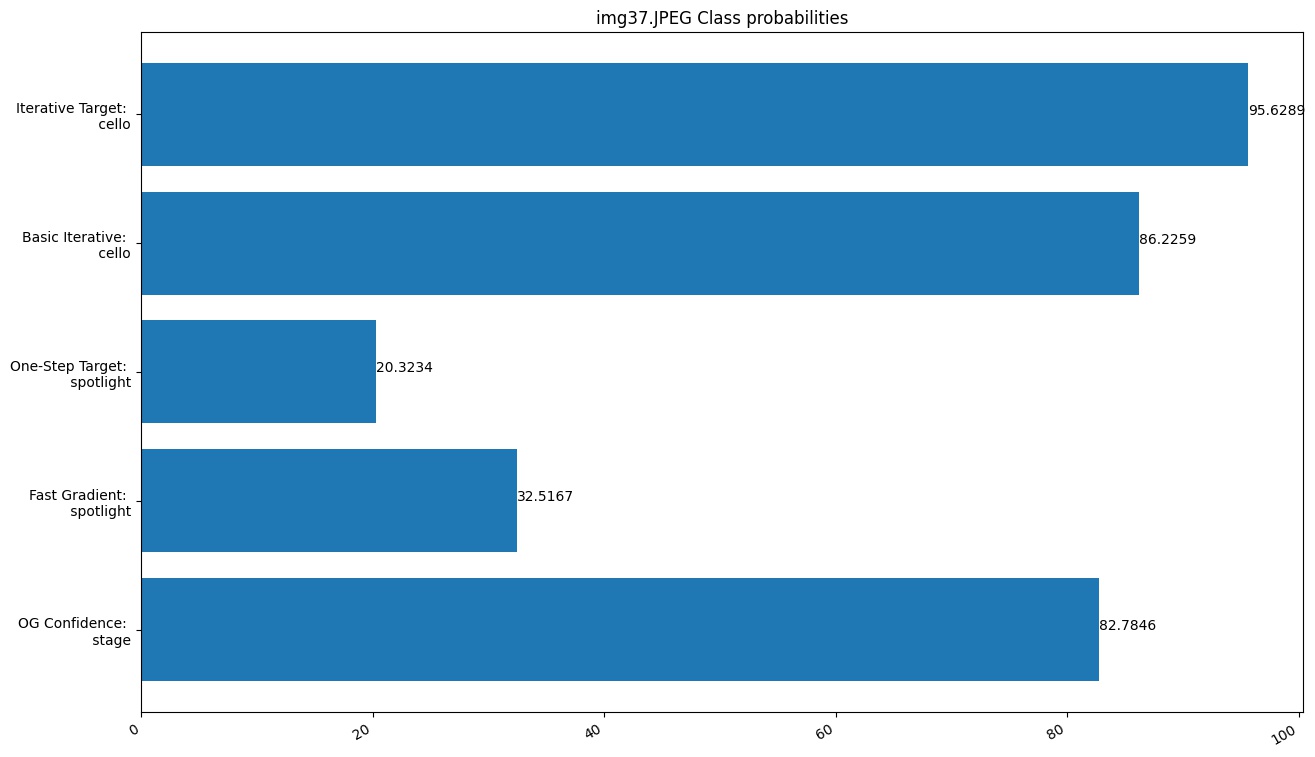 img37.JPEG Class probabilities
Iterative Target:
cello
95.6289
Basic Iterative:
cello
86.2259
One-Step Target:
spotlight
20.3234
Fast Gradient:
spotlight
32.5167
OG Confidence:
stage
82.7846
0
20
40
60
80
100